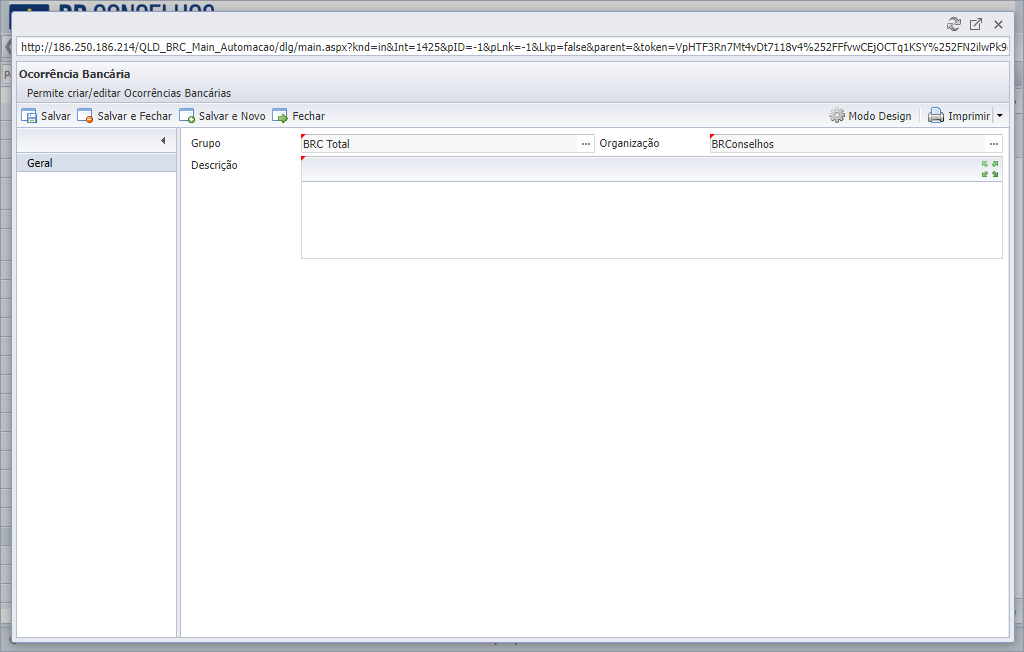 http://186.250.186.214/QLD_BRC_Main_Automacao/dlg/main.aspx?knd=in&Int=1425&pID=-1&pLnk=-1&Lkp=false&parent=&token=VpHTF3Rn7Mt4vDt7118v4%252FFfvwCEjOCTq1KSY%252FN2ilwPk9
Ocorrência Bancária
Permite criar/editar Ocorrências Bancárias
Salvar Salvar e Fechar Salvar e Novo Fechar Modo Design Imprimir
Geral
Grupo BRC Total ... Organização BRConselhos ...
Descrição